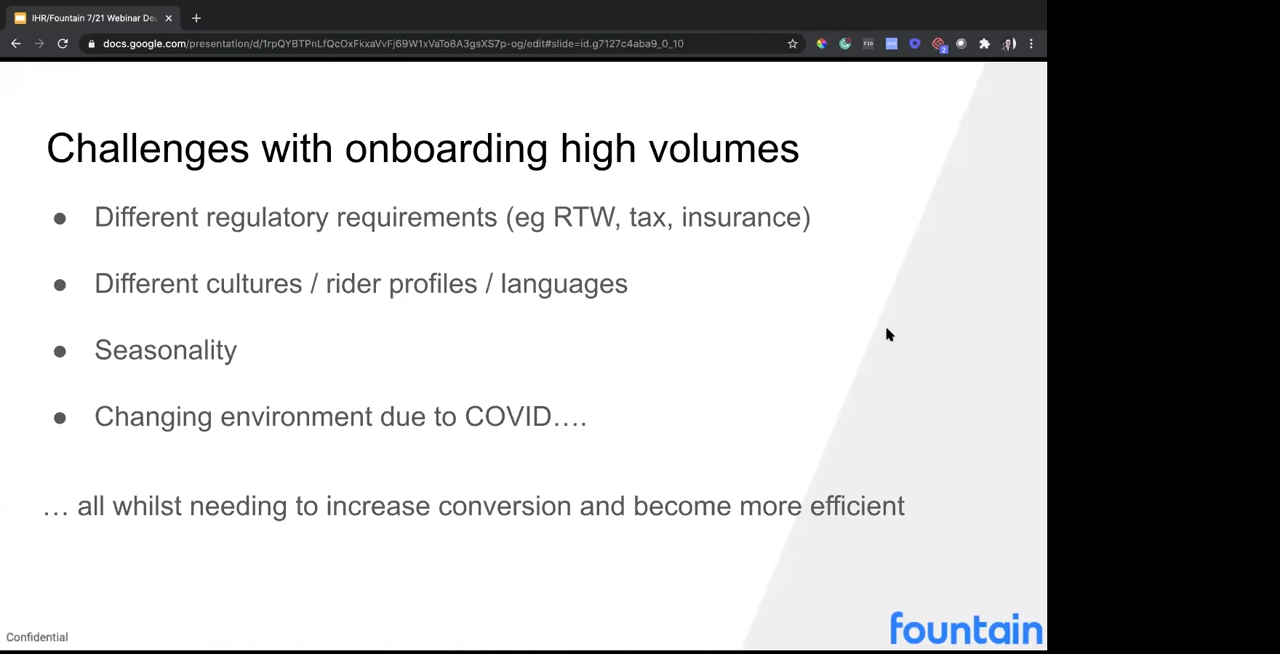 IHR/Fountain 7/21 Webinar De
docs.google.com/presentation/d/1rpQYBTPnLfQcOxFkxaVvFj69W1xVaTo8A3gsXS7p-og/edit#slide=id.g7127c4aba9_0_10
2
Challenges with onboarding high volumes
● Different regulatory requirements (eg RTW, tax, insurance)
● Different cultures / rider profiles / languages
● Seasonality
● Changing environment due to COVID….
… all whilst needing to increase conversion and become more efficient
Confidential
fountain